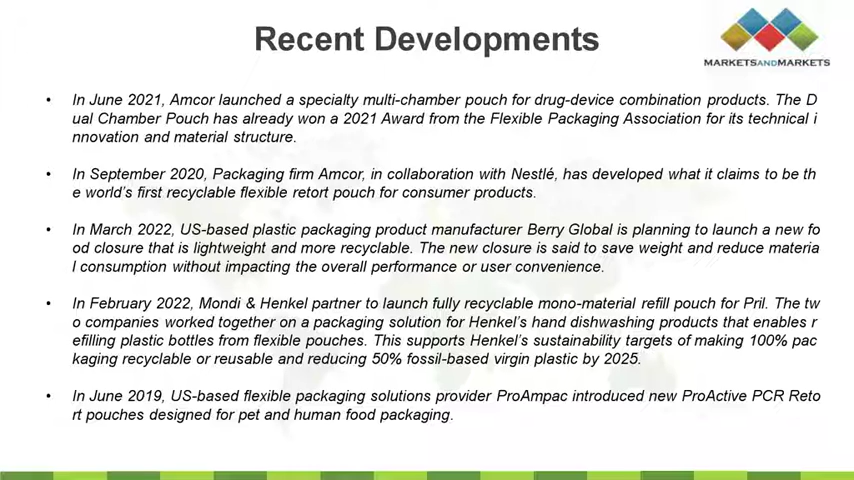 Recent Developments
MARKETSANDMARKETS
• In June 2021, Amcor launched a specialty multi-chamber pouch for drug-device combination products. The D
ual Chamber Pouch has already won a 2021 Award from the Flexible Packaging Association for its technical i
nnovation and material structure.
• In September 2020, Packaging firm Amcor, in collaboration with Nestlé, has developed what it claims to be th
e world's first recyclable flexible retort pouch for consumer products.
• In March 2022, US-based plastic packaging product manufacturer Berry Global is planning to launch a new fo
od closure that is lightweight and more recyclable. The new closure is said to save weight and reduce materia
l consumption without impacting the overall performance or user convenience.
• In February 2022, Mondi & Henkel partner to launch fully recyclable mono-material refill pouch for Pril. The tw
o companies worked together on a packaging solution for Henkel's hand dishwashing products that enables r
efilling plastic bottles from flexible pouches. This supports Henkel's sustainability targets of making 100% pac
kaging recyclable or reusable and reducing 50% fossil-based virgin plastic by 2025.
• In June 2019, US-based flexible packaging solutions provider ProAmpac introduced new ProActive PCR Reto
rt pouches designed for pet and human food packaging.